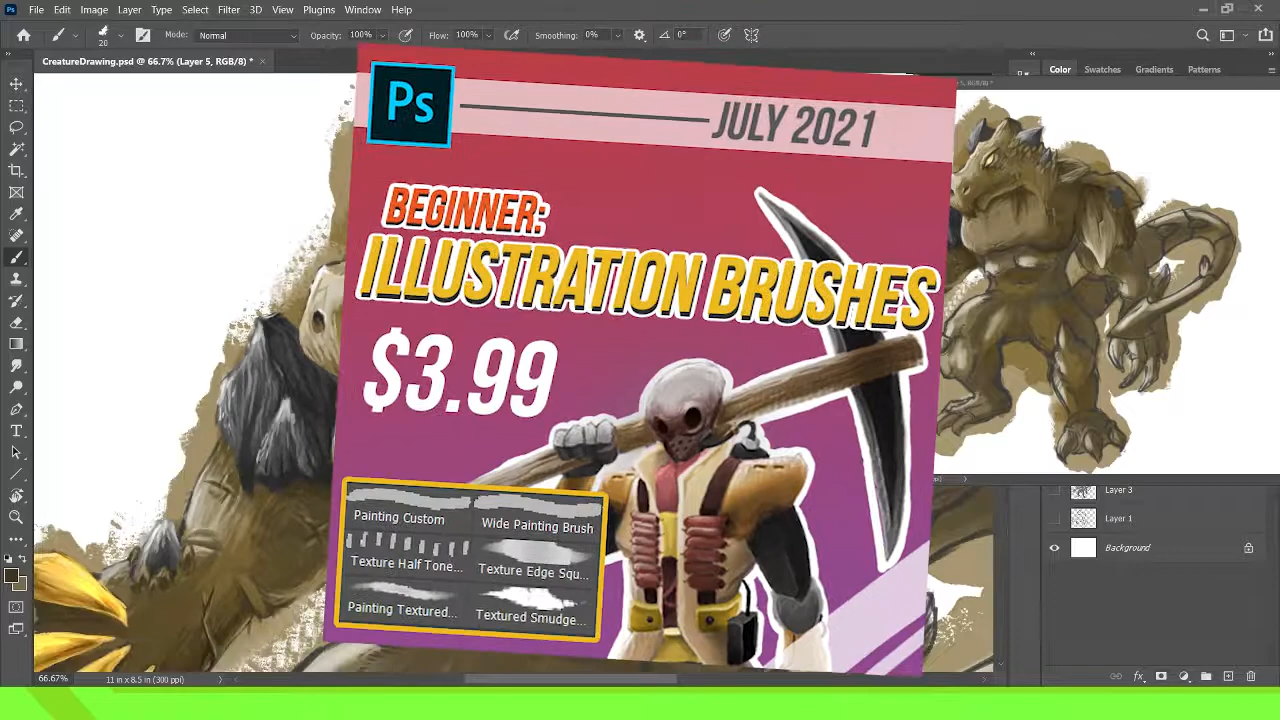 Ps File Edit Image Layer Type Select Filter 3D View Plugins Window Help
20 Mode: Normal Opacity: 100% Flow: 100% Smoothing: 0% 0°
CreatureDrawing.psd @ 66.7% (Layer 5, RGB/8) *
Color Swatches Gradients Patterns
Ps JULY 2021
BEGINNER:
ILLUSTRATION BRUSHES
$3.99
Painting Custom Wide Painting Brush
Texture Half Tone... Texture Edge Squ...
Painting Textured... Textured Smudge...
Layer 3
Layer 1
Background
66.67% 11 in x 8.5 in (300 ppi)